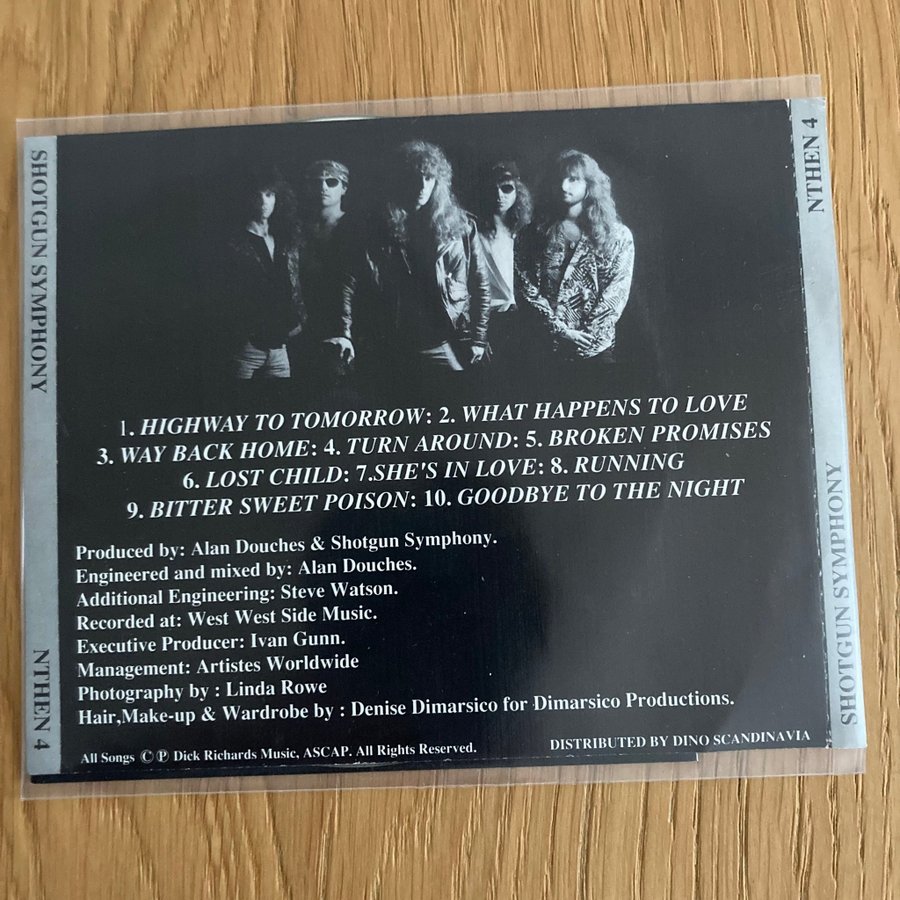 SHOTGUN SYMPHONY
NTHEN 4
1. HIGHWAY TO TOMORROW: 2. WHAT HAPPENS TO LOVE
3. WAY BACK HOME: 4. TURN AROUND: 5. BROKEN PROMISES
6. LOST CHILD: 7.SHE'S IN LOVE: 8. RUNNING
9. BITTER SWEET POISON: 10. GOODBYE TO THE NIGHT
Produced by: Alan Douches & Shotgun Symphony.
Engineered and mixed by: Alan Douches.
Additional Engineering: Steve Watson.
Recorded at: West West Side Music.
Executive Producer: Ivan Gunn.
Management: Artistes Worldwide
Photography by : Linda Rowe
Hair,Make-up & Wardrobe by : Denise Dimarsico for Dimarsico Productions.
All Songs © ℗ Dick Richards Music, ASCAP. All Rights Reserved.
DISTRIBUTED BY DINO SCANDINAVIA
NTHEN 4
SHOTGUN SYMPHONY